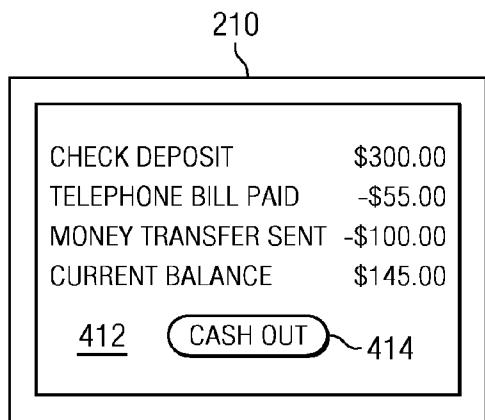 210
CHECK DEPOSIT $300.00
TELEPHONE BILL PAID -$55.00
MONEY TRANSFER SENT -$100.00
CURRENT BALANCE $145.00
412 CASH OUT 414